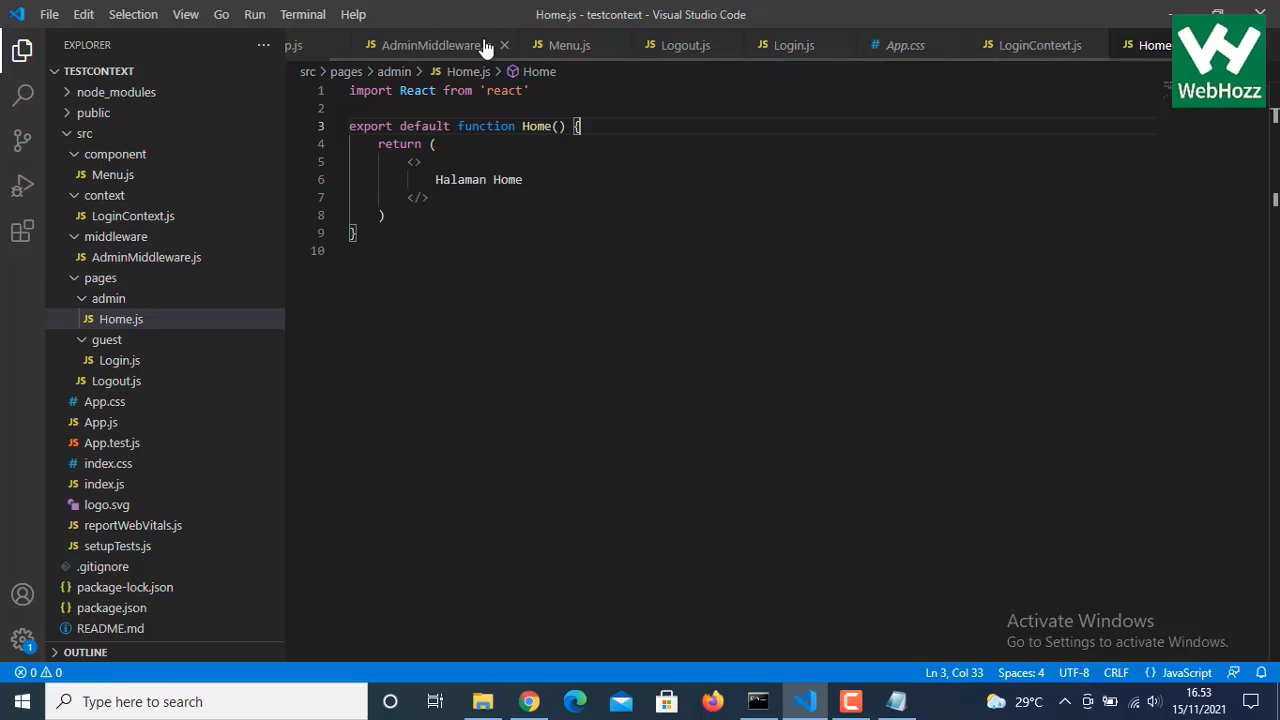 File Edit Selection View Go Run Terminal Help Home.js - testcontext - Visual Studio Code
EXPLORER
p.js AdminMiddleware Menu.js Logout.js Login.js App.css LoginContext.js Home
WebHozz
TESTCONTEXT
node_modules
public
src
component
Menu.js
context
LoginContext.js
middleware
AdminMiddleware.js
pages
admin
Home.js
guest
Login.js
Logout.js
App.css
App.js
App.test.js
index.css
index.js
logo.svg
reportWebVitals.js
setupTests.js
.gitignore
package-lock.json
package.json
README.md
OUTLINE
src > pages > admin > JS Home.js > Home
1 import React from 'react'
2
3 export default function Home() {
4 return (
5 <>
6 Halaman Home
7 </>
8 )
9 }
10
Activate Windows
Go to Settings to activate Windows.
0 0 Ln 3, Col 33 Spaces: 4 UTF-8 CRLF {} JavaScript
Type here to search
29°C
16.53
15/11/2021